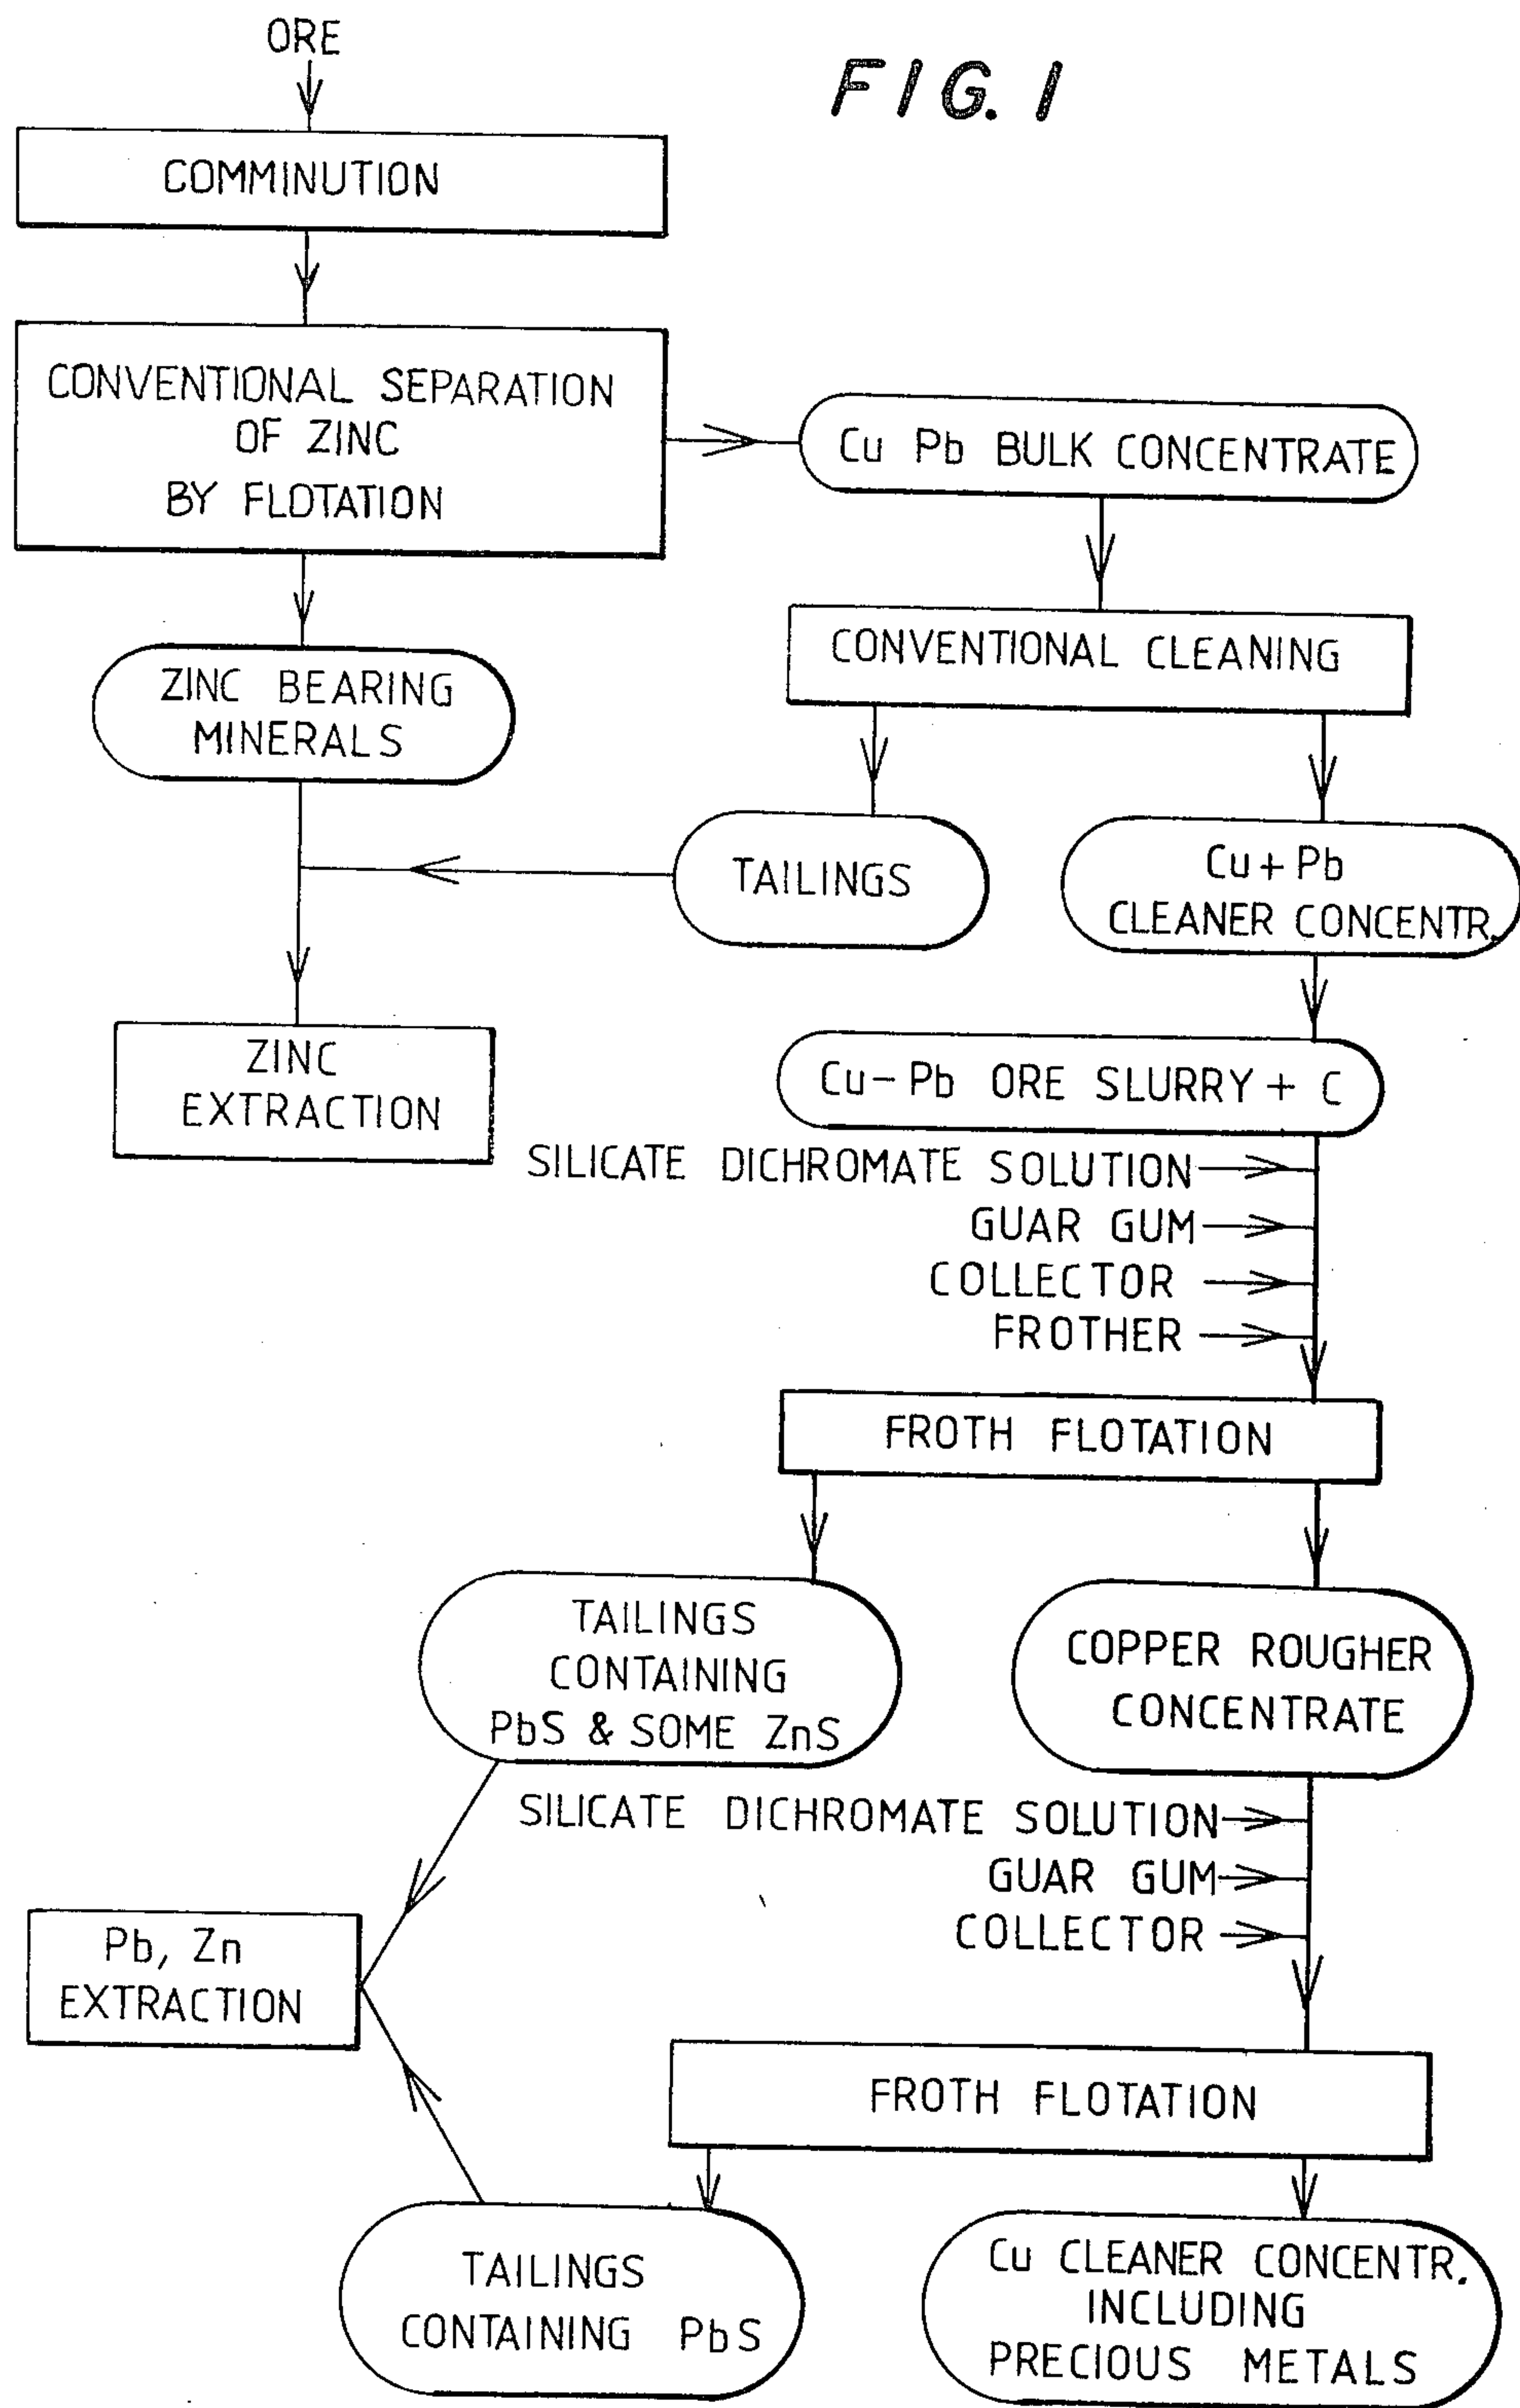 ORE
FIG. 1
COMMINUTION
CONVENTIONAL SEPARATION
OF ZINC
BY FLOTATION
Cu Pb BULK CONCENTRATE
CONVENTIONAL CLEANING
ZINC BEARING
MINERALS
TAILINGS
Cu + Pb
CLEANER CONCENTR.
ZINC
EXTRACTION
Cu - Pb ORE SLURRY + C
SILICATE DICHROMATE SOLUTION
GUAR GUM
COLLECTOR
FROTHER
FROTH FLOTATION
TAILINGS
CONTAINING
PbS & SOME ZnS
COPPER ROUGHER
CONCENTRATE
SILICATE DICHROMATE SOLUTION
GUAR GUM
COLLECTOR
Pb, Zn
EXTRACTION
FROTH FLOTATION
TAILINGS
CONTAINING PbS
Cu CLEANER CONCENTR.
INCLUDING
PRECIOUS METALS